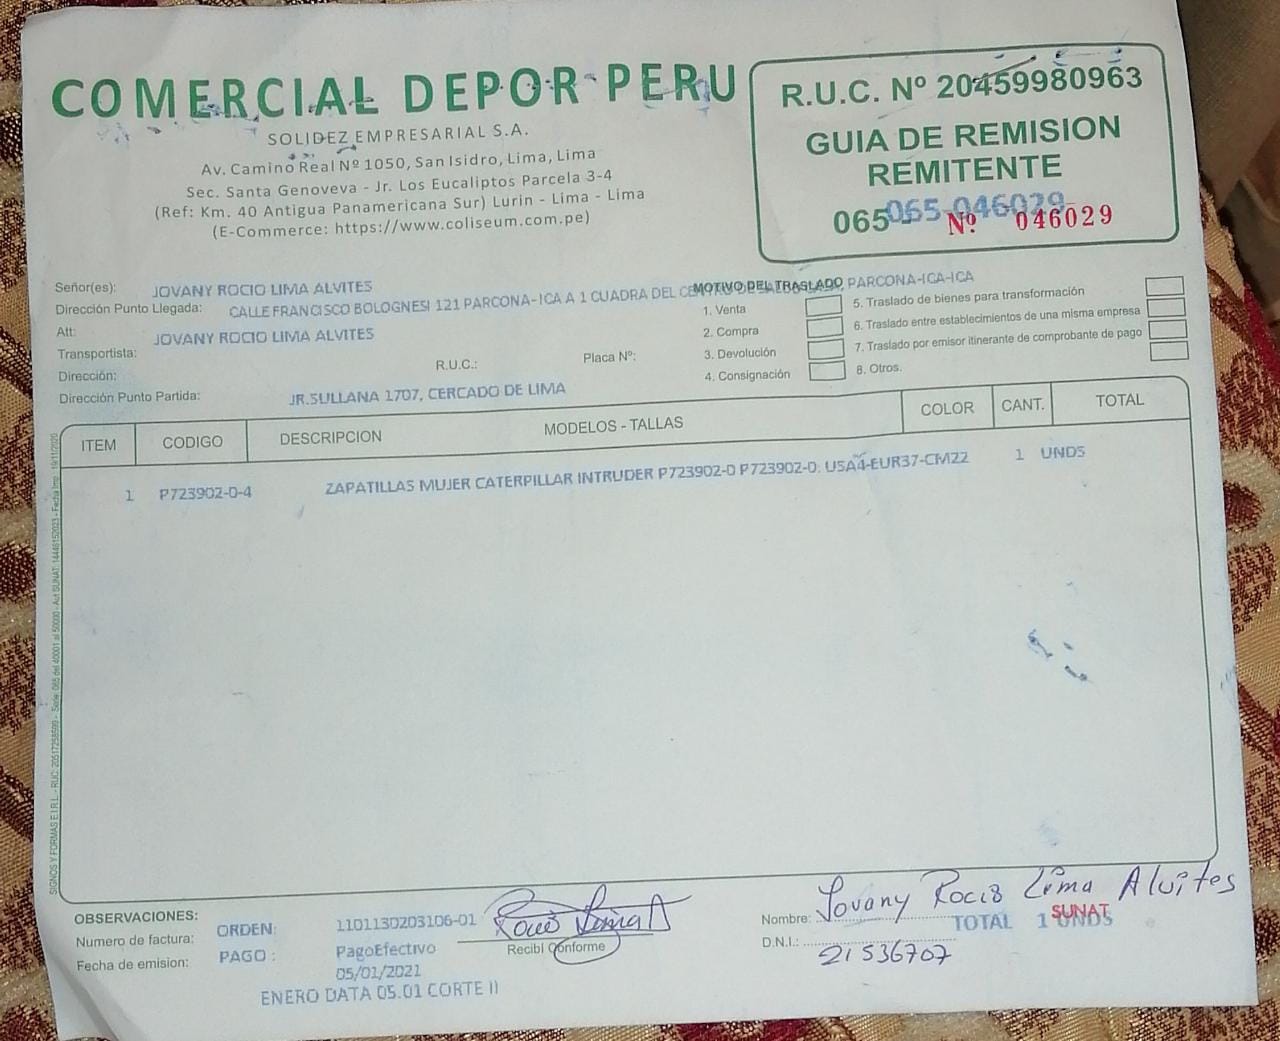 COMERCIAL DEPOR PERU
SOLIDEZ EMPRESARIAL S.A.
Av. Camino Real Nº 1050, San Isidro, Lima, Lima
Sec. Santa Genoveva - Jr. Los Eucaliptos Parcela 3-4
(Ref: Km. 40 Antigua Panamericana Sur) Lurin - Lima - Lima
(E-Commerce: https://www.coliseum.com.pe)
R.U.C. Nº 20459980963
GUIA DE REMISION
REMITENTE
065- Nº 046029
065-046029
Señor(es): JOVANY ROCIO LIMA ALVITES
Dirección Punto Llegada: CALLE FRANCISCO BOLOGNESI 121 PARCONA-ICA A 1 CUADRA DEL PARCONA-ICA-ICA
Att: JOVANY ROCIO LIMA ALVITES
Transportista: R.U.C.: Placa Nº:
Dirección:
Dirección Punto Partida: JR.SULLANA 1707, CERCADO DE LIMA
MOTIVO DEL TRASLADO
1. Venta
2. Compra
3. Devolución
4. Consignación
5. Traslado de bienes para transformación
6. Traslado entre establecimientos de una misma empresa
7. Traslado por emisor itinerante de comprobante de pago
8. Otros.
ITEM CODIGO DESCRIPCION MODELOS - TALLAS COLOR CANT. TOTAL
1 P723902-0-4 ZAPATILLAS MUJER CATERPILLAR INTRUDER P723902-0 P723902-0. USA4-EUR37-CM22 1 UNDS
OBSERVACIONES:
Numero de factura: ORDEN: 1101130203106-01
Fecha de emision: PAGO : PagoEfectivo
05/01/2021
ENERO DATA 05.01 CORTE II
Recibí Conforme
Nombre: Jovany Rocio Lima Alvites
TOTAL 1 UNDS
SUNAT
D.N.I.: 21536707